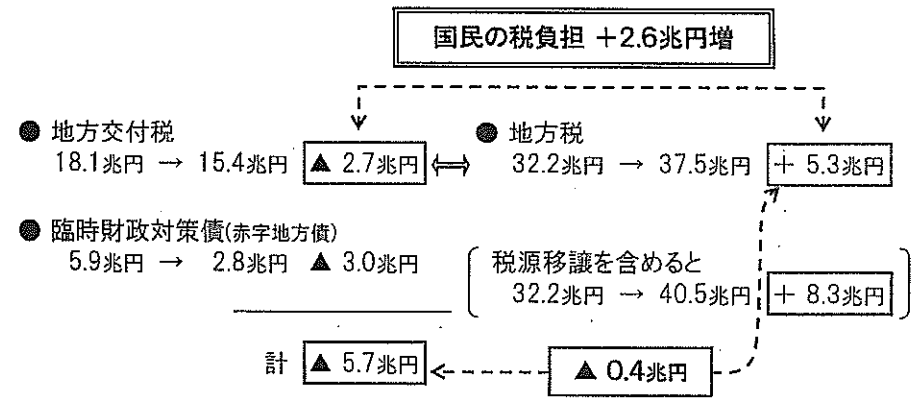 国民の税負担 +2.6兆円増
● 地方交付税
18.1兆円 → 15.4兆円 ▲ 2.7兆円 ⇔
● 地方税
32.2兆円 → 37.5兆円 + 5.3兆円
● 臨時財政対策債(赤字地方債)
5.9兆円 → 2.8兆円 ▲ 3.0兆円
税源移譲を含めると
32.2兆円 → 40.5兆円 + 8.3兆円
計 ▲ 5.7兆円
▲ 0.4兆円